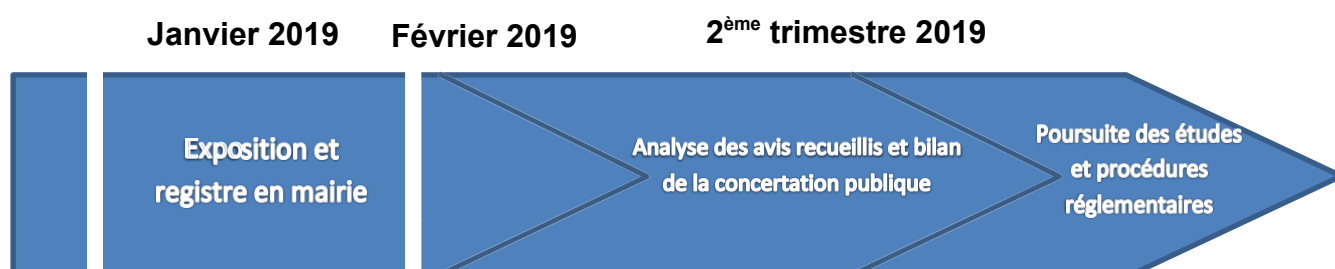 Janvier 2019
Février 2019
2ème trimestre 2019
Exposition et
registre en mairie
Analyse des avis recueillis et bilan
de la concertation publique
Poursuite des études
et procédures
réglementaires